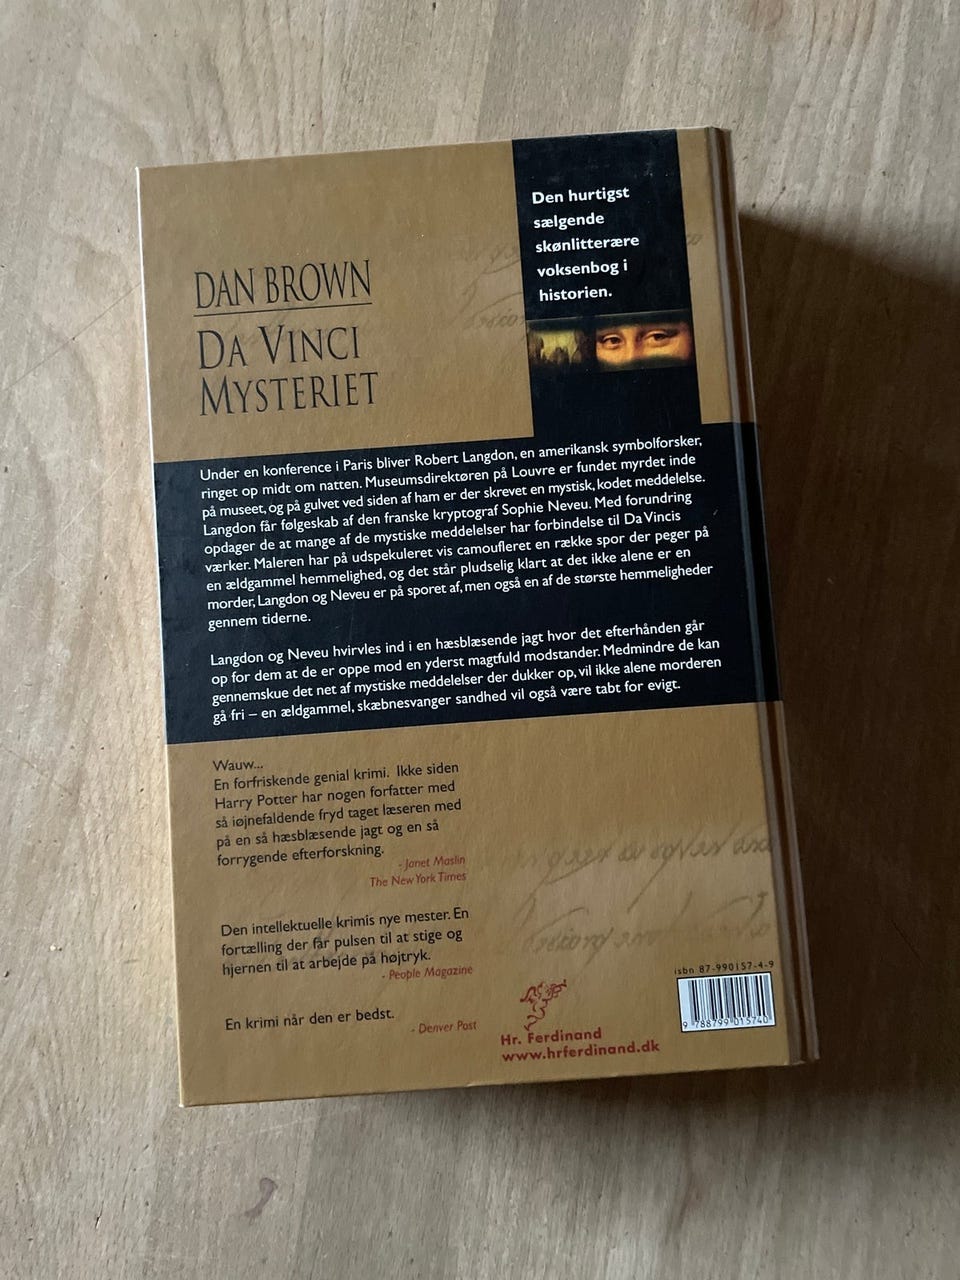 Den hurtigst
sælgende
skønlitterære
voksenbog i
historien.
DAN BROWN
DA VINCI
MYSTERIET
Under en konference i Paris bliver Robert Langdon, en amerikansk symbolforsker,
ringet op midt om natten. Museumsdirektøren på Louvre er fundet myrdet inde
på museet, og på gulvet ved siden af ham er der skrevet en mystisk, kodet meddelelse.
Langdon får følgeskab af den franske kryptograf Sophie Neveu. Med forundring
opdager de at mange af de mystiske meddelelser har forbindelse til Da Vincis
værker. Maleren har på udspekuleret vis camoufleret en række spor der peger på
en ældgammel hemmelighed, og det står pludselig klart at det ikke alene er en
morder, Langdon og Neveu er på sporet af, men også en af de største hemmeligheder
gennem tiderne.
Langdon og Neveu hvirvles ind i en hæsblæsende jagt hvor det efterhånden går
op for dem at de er oppe mod en yderst magtfuld modstander. Medmindre de kan
gennemskue det net af mystiske meddelelser der dukker op, vil ikke alene morderen
gå fri – en ældgammel, skæbnesvanger sandhed vil også være tabt for evigt.
Wauw...
En forfriskende genial krimi. Ikke siden
Harry Potter har nogen forfatter med
så iøjnefaldende fryd taget læseren med
på en så hæsblæsende jagt og en så
forrygende efterforskning.
- Janet Maslin
The New York Times
Den intellektuelle krimis nye mester. En
fortælling der får pulsen til at stige og
hjernen til at arbejde på højtryk.
- People Magazine
En krimi når den er bedst.
- Denver Post
Hr. Ferdinand
www.hrferdinand.dk
isbn 87-990157-4-9
9 788799 015740